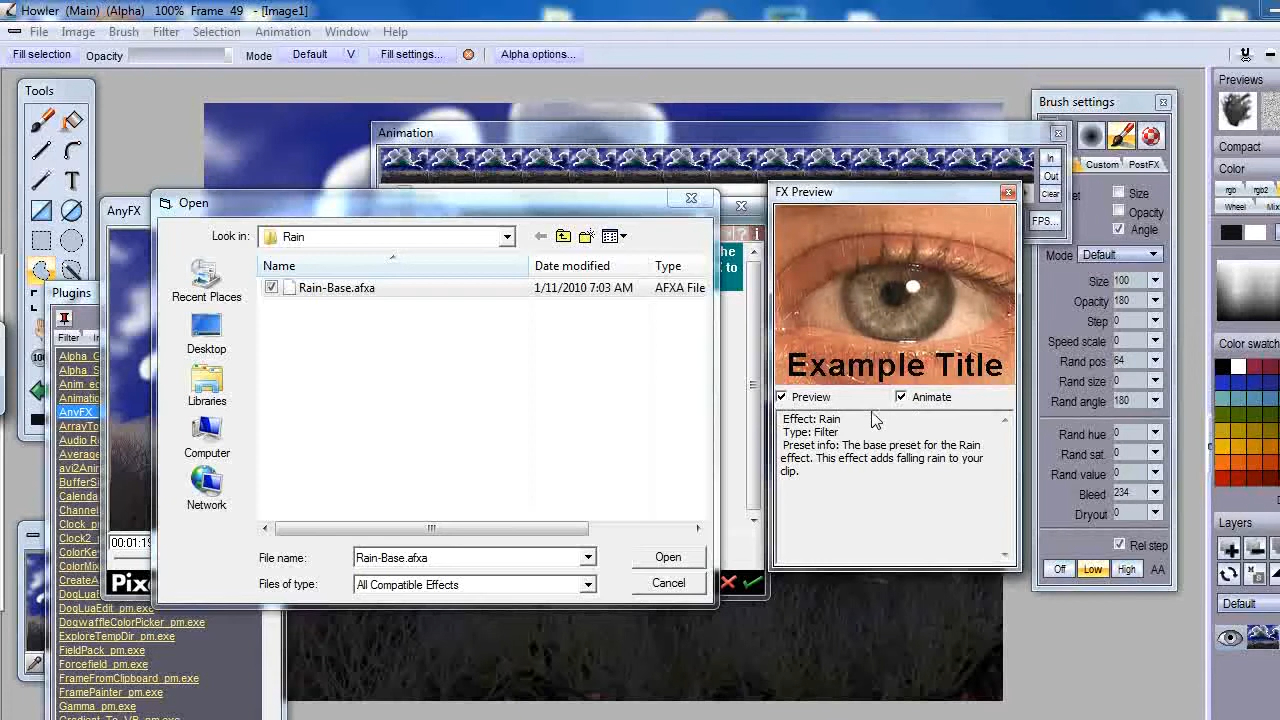 Howler (Main) (Alpha) 100% Frame 49 - [Image1]
File Image Brush Filter Selection Animation Window Help
Fill selection Opacity Mode Default V Fill settings... Alpha options...
Tools
Animation
In
Out
Clear
FPS...
AnyFX
Open
Look in: Rain
Name Date modified Type
Rain-Base.afxa 1/11/2010 7:03 AM AFXA File
Recent Places
Desktop
Libraries
Computer
Network
File name: Rain-Base.afxa Open
Files of type: All Compatible Effects Cancel
FX Preview
Example Title
Preview Animate
Effect: Rain
Type: Filter
Preset info: The base preset for the Rain
effect. This effect adds falling rain to your
clip.
Plugins
Filter
AnyFX
DogLuaEdit_pm.exe
DogwaffleColorPicker_pm.exe
ExploreTempDir_pm.exe
FieldPack_pm.exe
Forcefield_pm.exe
FrameFromClipboard_pm.exe
FramePainter_pm.exe
Gamma_pm.exe
Brush settings
Custom PostFX
Size
Opacity
Angle
Mode Default
Size 100
Opacity 180
Step 0
Speed scale 0
Rand pos 64
Rand size 0
Rand angle 180
Rand hue 0
Rand sat. 0
Rand value 0
Bleed 234
Dryout 0
Rel step
Off Low High AA
Previews
Compact
Color
rgb rgb2
Wheel
Color swatc
Layers
Default